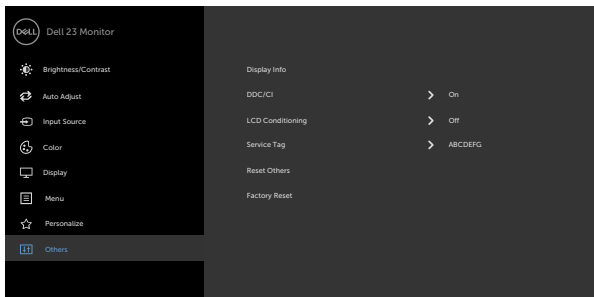 DELL Dell 23 Monitor
Brightness/Contrast
Auto Adjust
Input Source
Color
Display
Menu
Personalize
Others
Display Info
DDC/CI On
LCD Conditioning Off
Service Tag ABCDEFG
Reset Others
Factory Reset